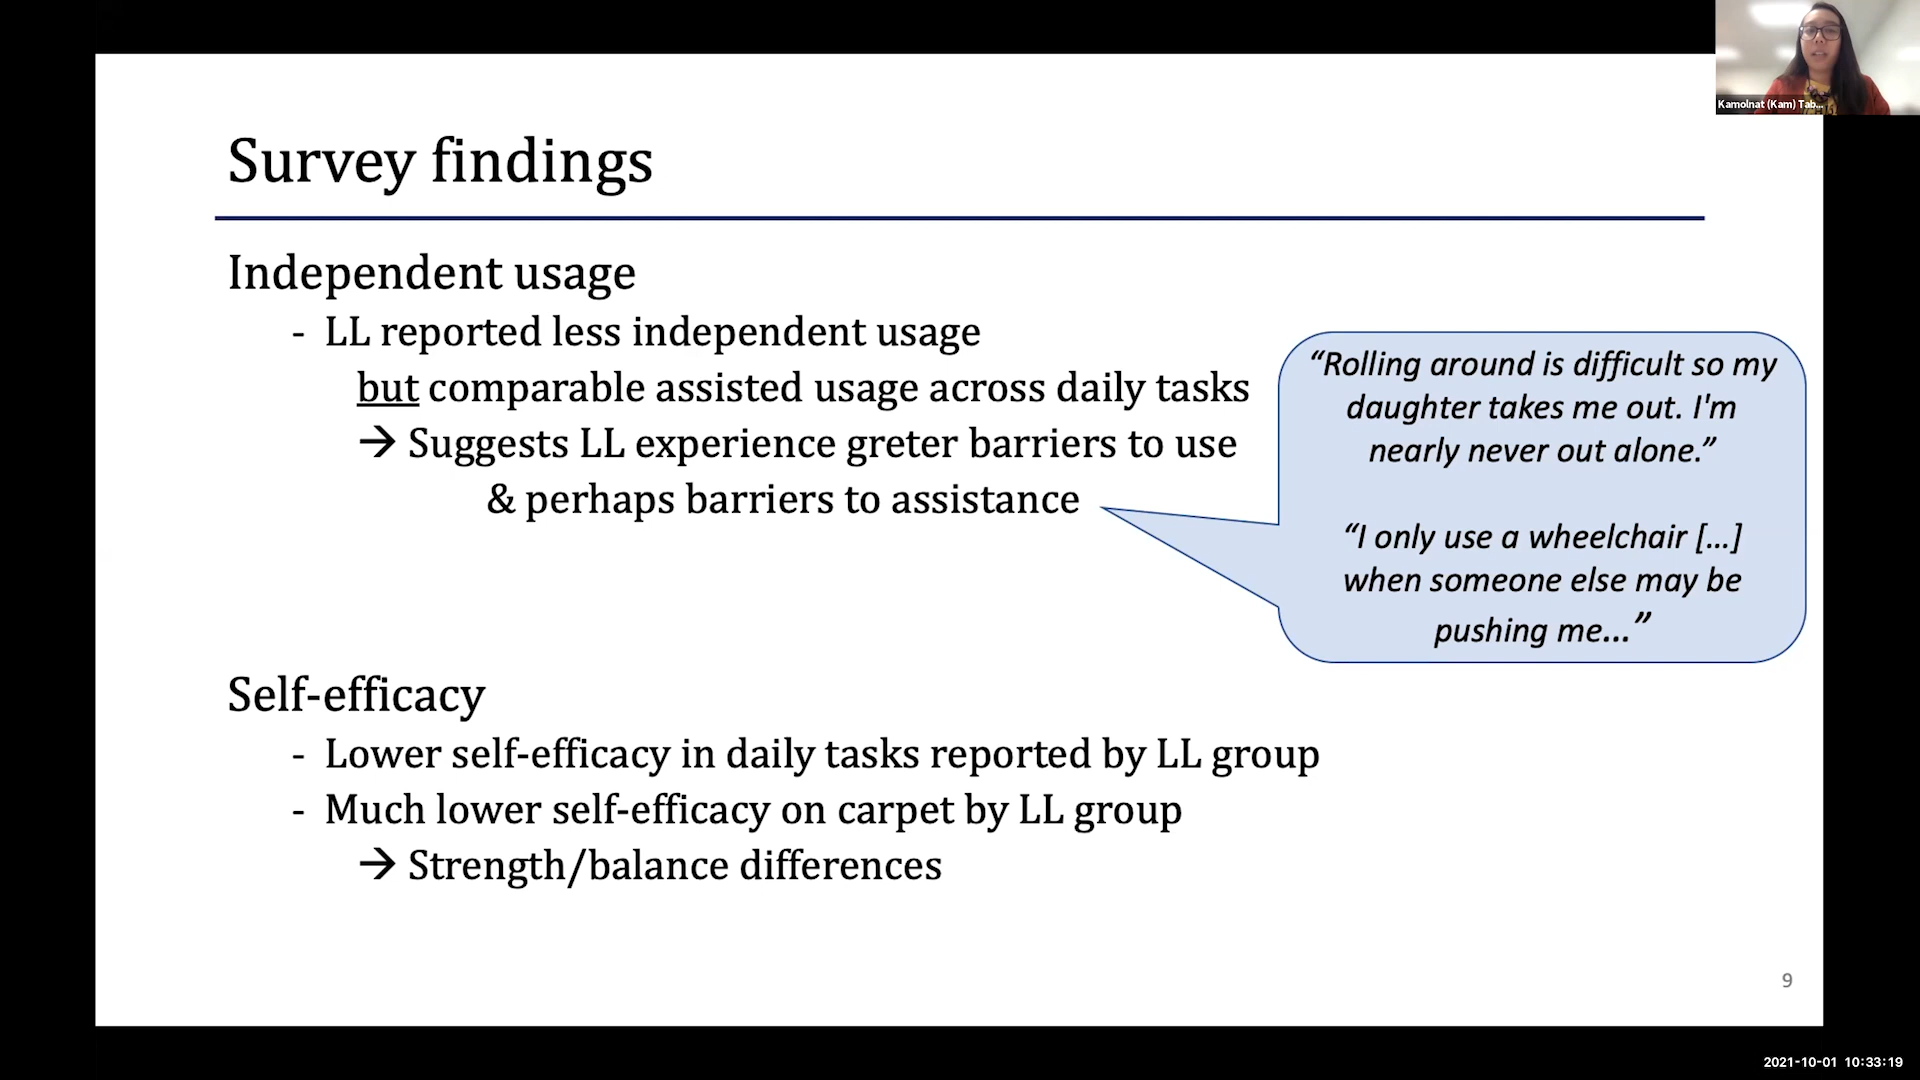 Kamolnat (Kam) Tab...
Survey findings
Independent usage
- LL reported less independent usage
but comparable assisted usage across daily tasks
→ Suggests LL experience greter barriers to use
& perhaps barriers to assistance
“Rolling around is difficult so my
daughter takes me out. I'm
nearly never out alone.”
“I only use a wheelchair [...]
when someone else may be
pushing me...”
Self-efficacy
- Lower self-efficacy in daily tasks reported by LL group
- Much lower self-efficacy on carpet by LL group
→ Strength/balance differences
9
2021-10-01 10:33:19